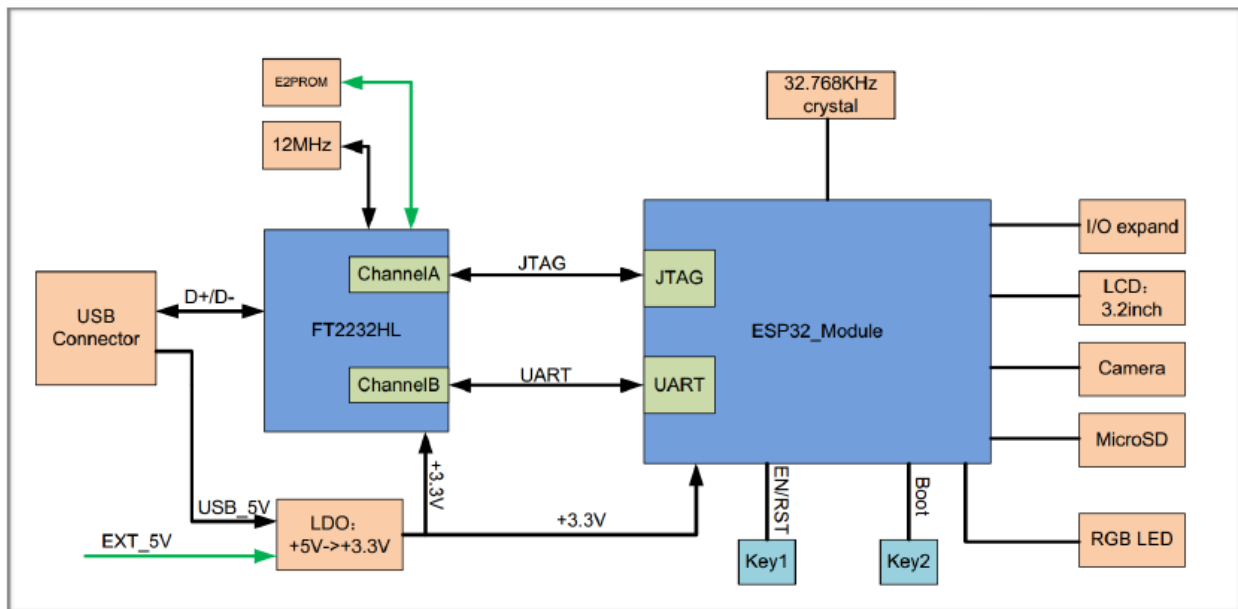 E2PROM
12MHz
32.768KHz
crystal
I/O expand
ChannelA
JTAG
JTAG
LCD：
3.2inch
D+/D-
USB
Connector
FT2232HL
ESP32_Module
Camera
ChannelB
UART
UART
MicroSD
+3.3V
EN/RST
Boot
USB_5V
LDO：
+5V->+3.3V
+3.3V
EXT_5V
Key1
Key2
RGB LED